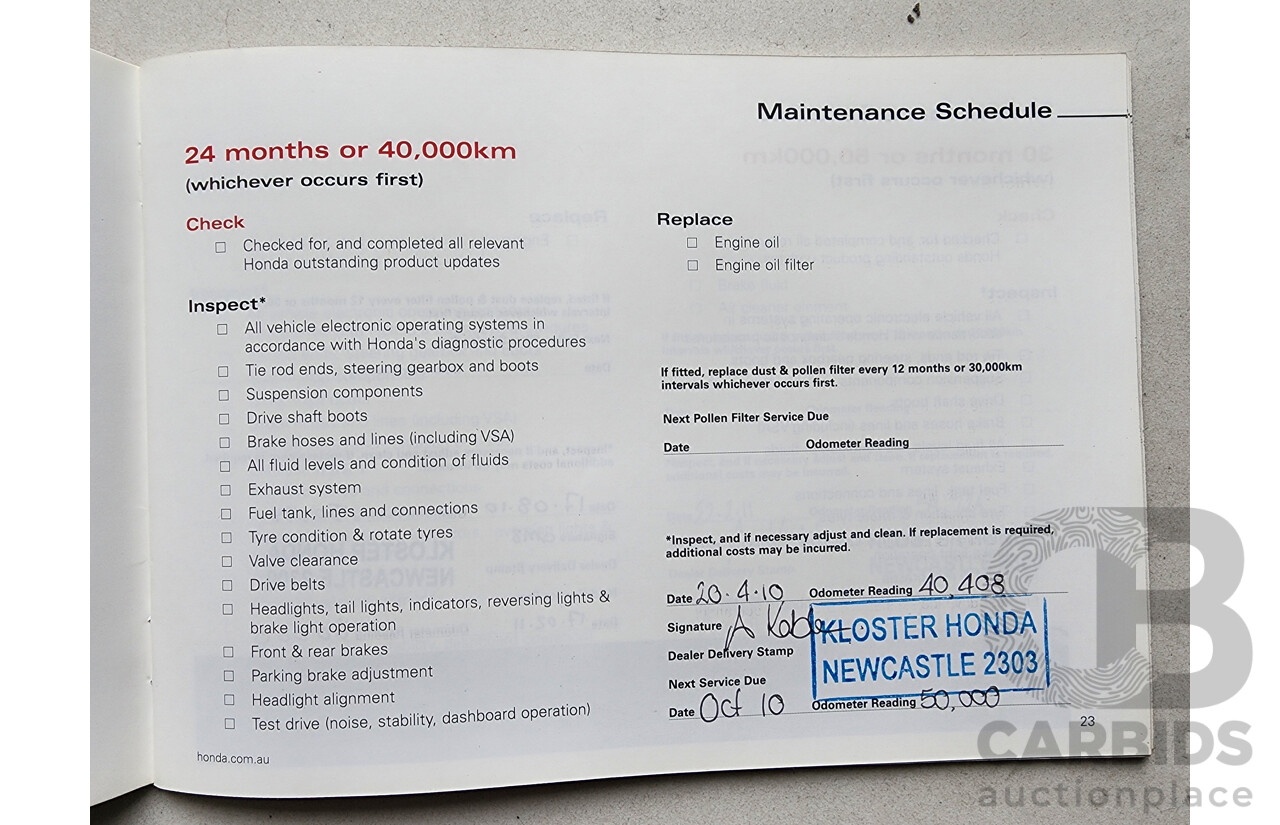 Maintenance Schedule
24 months or 40,000km
(whichever occurs first)
Check
Checked for, and completed all relevant
Honda outstanding product updates
Inspect*
All vehicle electronic operating systems in
accordance with Honda's diagnostic procedures
Tie rod ends, steering gearbox and boots
Suspension components
Drive shaft boots
Brake hoses and lines (including VSA)
All fluid levels and condition of fluids
Exhaust system
Fuel tank, lines and connections
Tyre condition & rotate tyres
Valve clearance
Drive belts
Headlights, tail lights, indicators, reversing lights &
brake light operation
Front & rear brakes
Parking brake adjustment
Headlight alignment
Test drive (noise, stability, dashboard operation)
honda.com.au
Replace
Engine oil
Engine oil filter
If fitted, replace dust & pollen filter every 12 months or 30,000km
intervals whichever occurs first.
Next Pollen Filter Service Due
Date Odometer Reading
*Inspect, and if necessary adjust and clean. If replacement is required,
additional costs may be incurred.
Date 20.4.10 Odometer Reading 40,408
Signature A
KLOSTER HONDA
NEWCASTLE 2303
Dealer Delivery Stamp
Next Service Due
Date Oct 10 Odometer Reading 50,000
23
CARBIDS
auctionplace